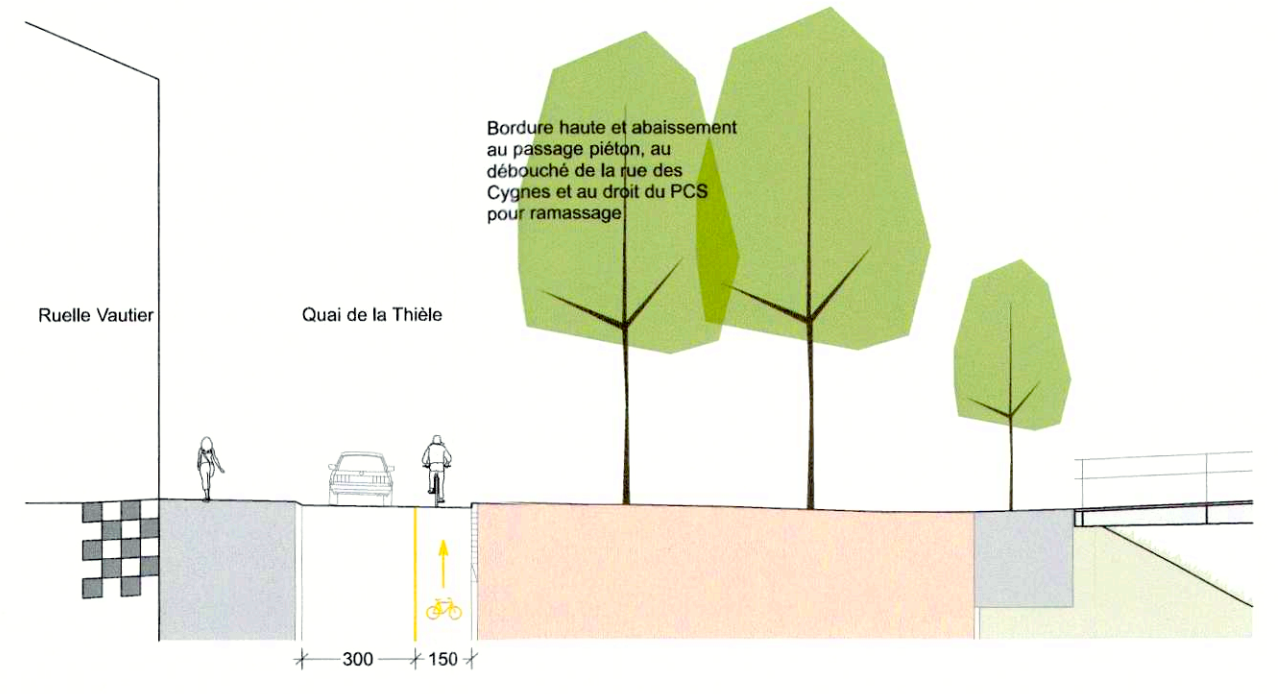 Bordure haute et abaissement
au passage piéton, au
débouché de la rue des
Cygnes et au droit du PCS
pour ramassage
Ruelle Vautier
Quai de la Thièle
300
150